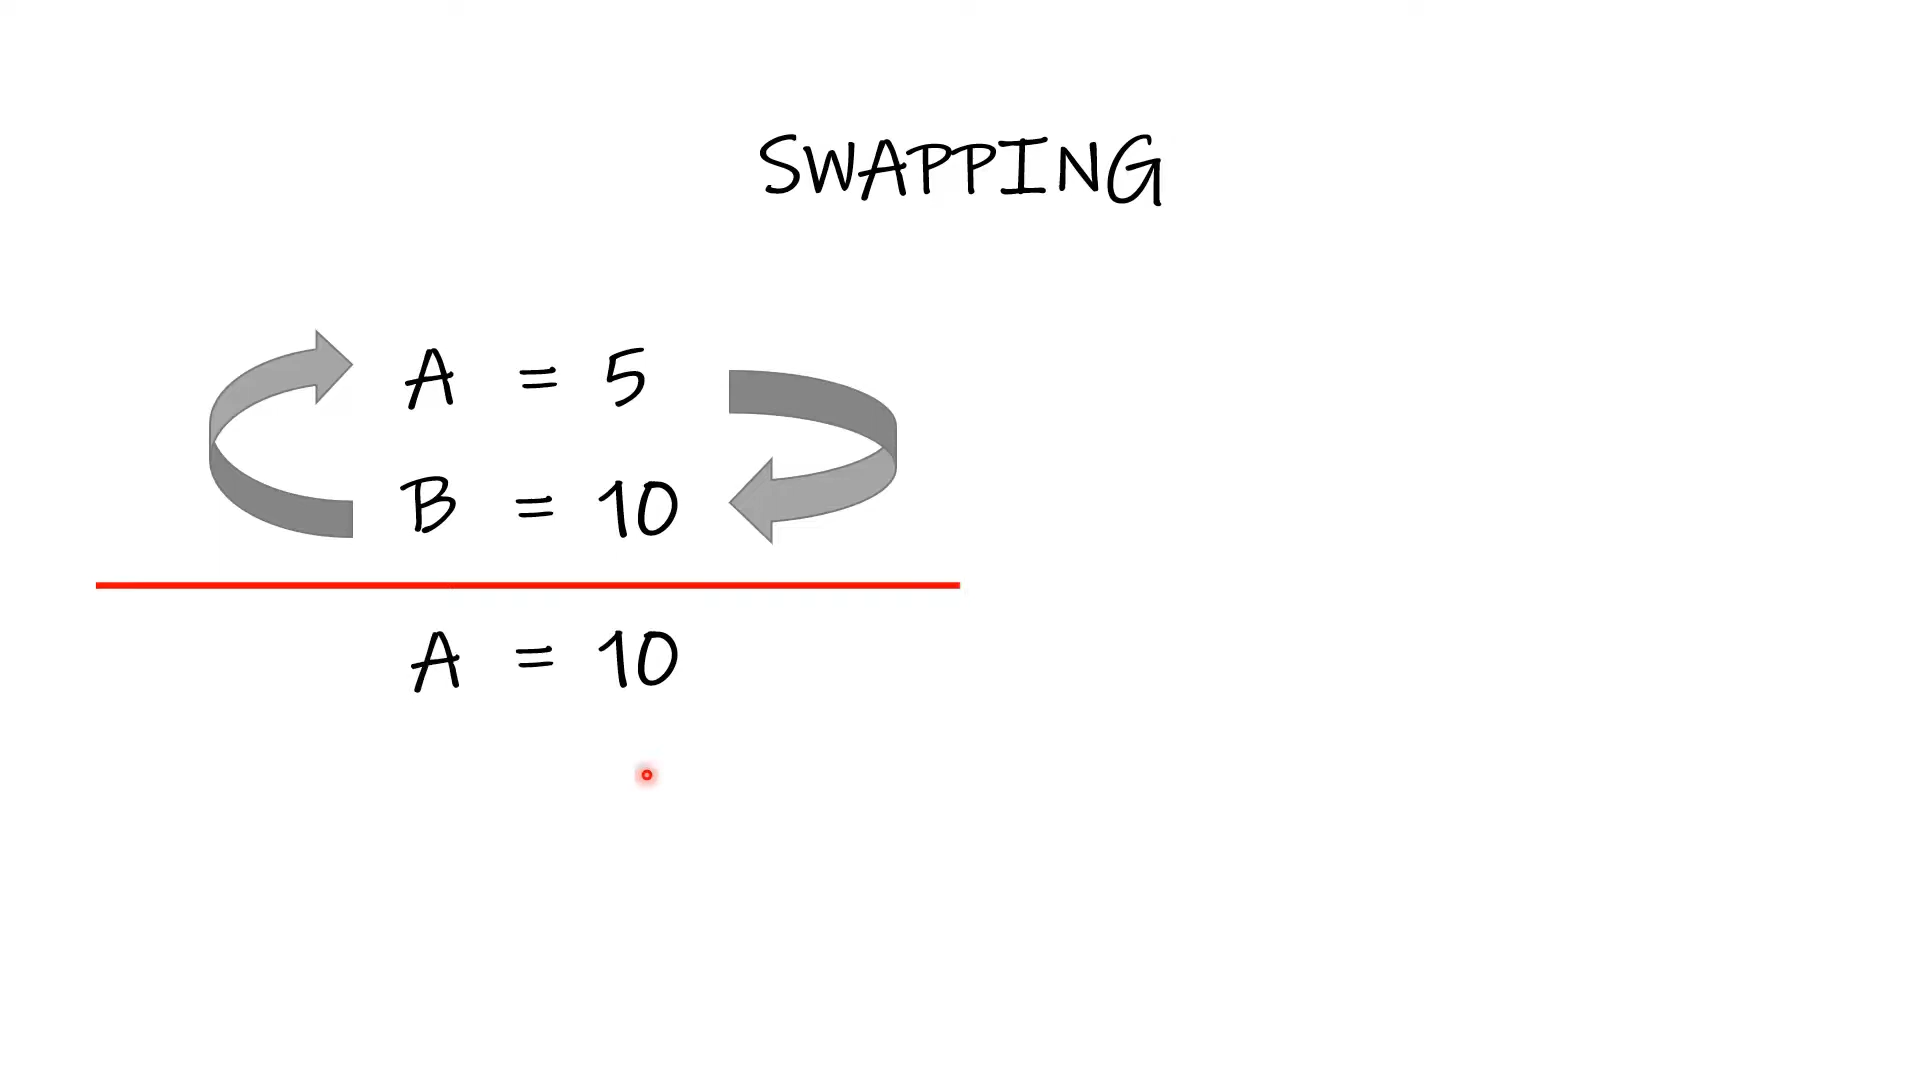 SWAPPING
A = 5
B = 10
A = 10